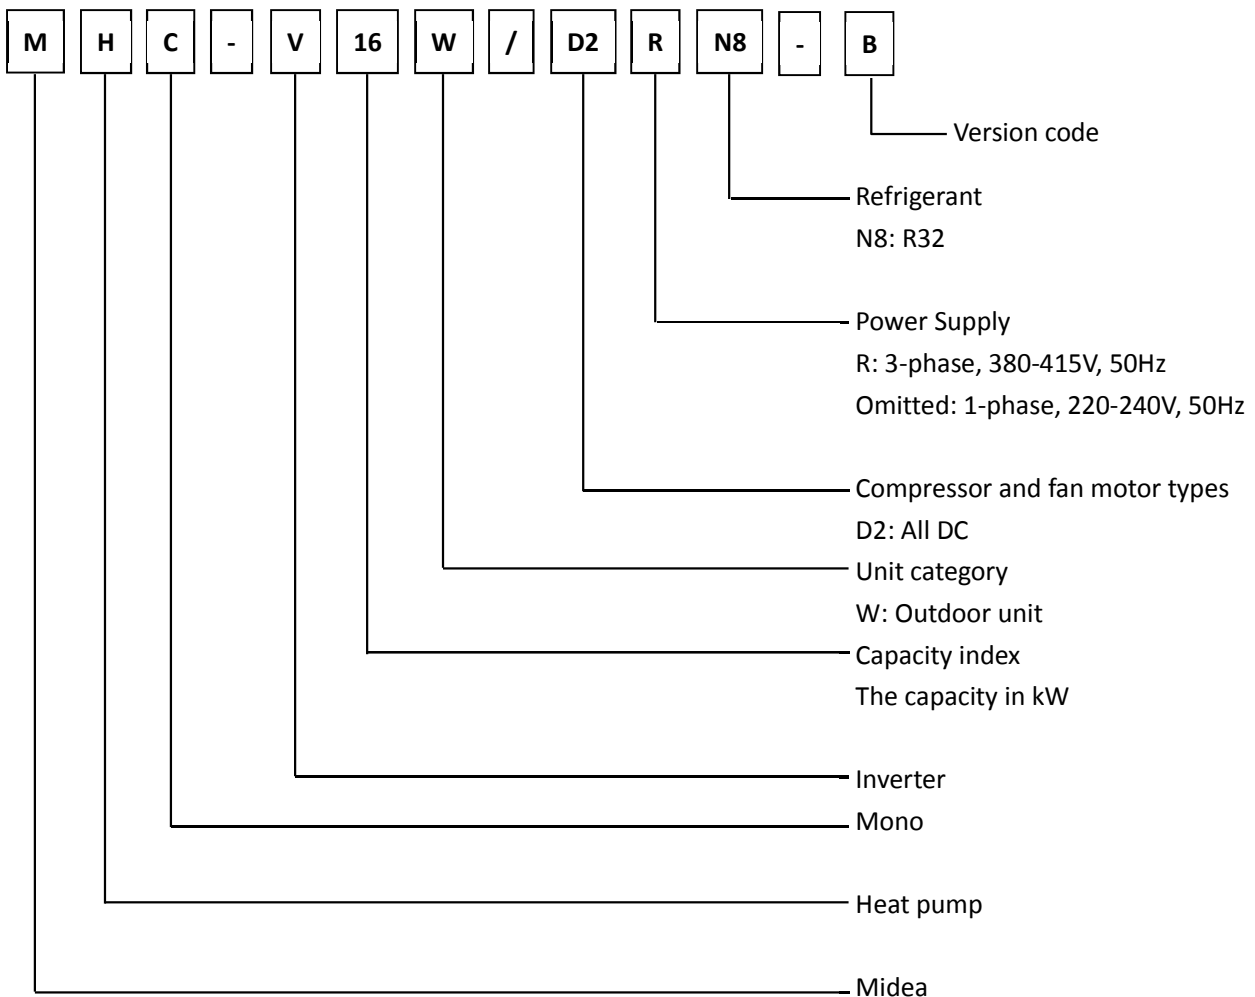 M H C - V 16 W / D2 R N8 - B
Version code
Refrigerant
N8: R32
Power Supply
R: 3-phase, 380-415V, 50Hz
Omitted: 1-phase, 220-240V, 50Hz
Compressor and fan motor types
D2: All DC
Unit category
W: Outdoor unit
Capacity index
The capacity in kW
Inverter
Mono
Heat pump
Midea